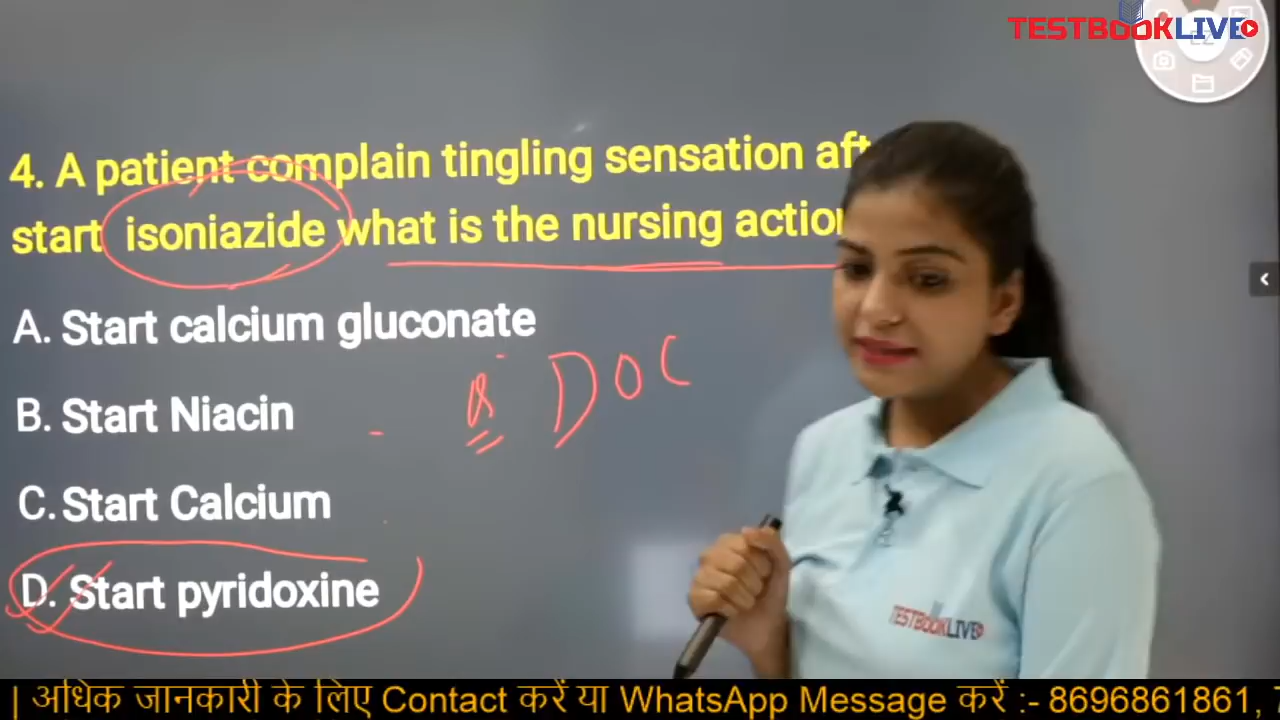 TESTBOOKLIVE
4. A patient complain tingling sensation aft
start isoniazide what is the nursing action
A. Start calcium gluconate
B. Start Niacin
DOC
C. Start Calcium
D. Start pyridoxine
TESTBOOKLIVE
| अधिक जानकारी के लिए Contact करें या WhatsApp Message करें :- 8696861861,